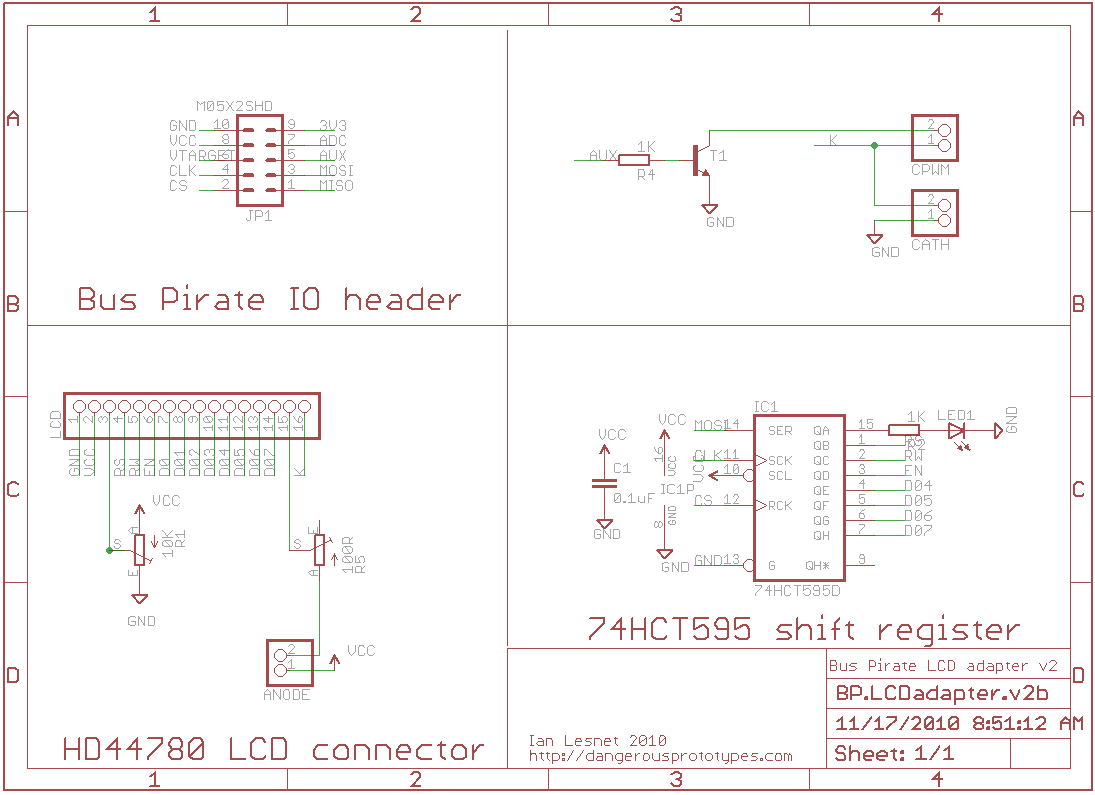 1 2 3 4
A A
B B
C C
D D
M05X2SHD
GND 10 9 3V3
VCC 8 7 ADC
VTARGET 6 5 AUX
CLK 4 3 MOSI
CS 2 1 MISO
JP1
Bus Pirate IO header
AUX 1K R4 T1
GND
K
2
1
CPWM
2
1
CATH
GND
LCD
1 2 3 4 5 6 7 8 9 10 11 12 13 14 15 16
GND VCC RS RW EN D0 D01 D02 D03 D04 D05 D06 D07 K
VCC
A
S
E
10K
R1
GND
E
S
A
100R
R5
2
1
VCC
ANODE
HD44780 LCD connector
VCC
C1
0.1uF
GND
VCC
16
VCC
IC1P
GND
8
GND
IC1
MOSI 14 SER QA 15
1K
LED1
GND
QB 1 RS
CLK 11 SCK QC 2 RW
VCC 10 SCL QD 3 EN
QE 4 D04
CS 12 RCK QF 5 D05
QG 6 D06
QH 7 D07
GND 13 G QH* 9
74HCT595D
74HCT595 shift register
Bus Pirate LCD adapter v2
BP.LCDadapter.v2b
11/17/2010 8:51:12 AM
Sheet: 1/1
Ian Lesnet 2010
http://dangerousprototypes.com
1 2 3 4